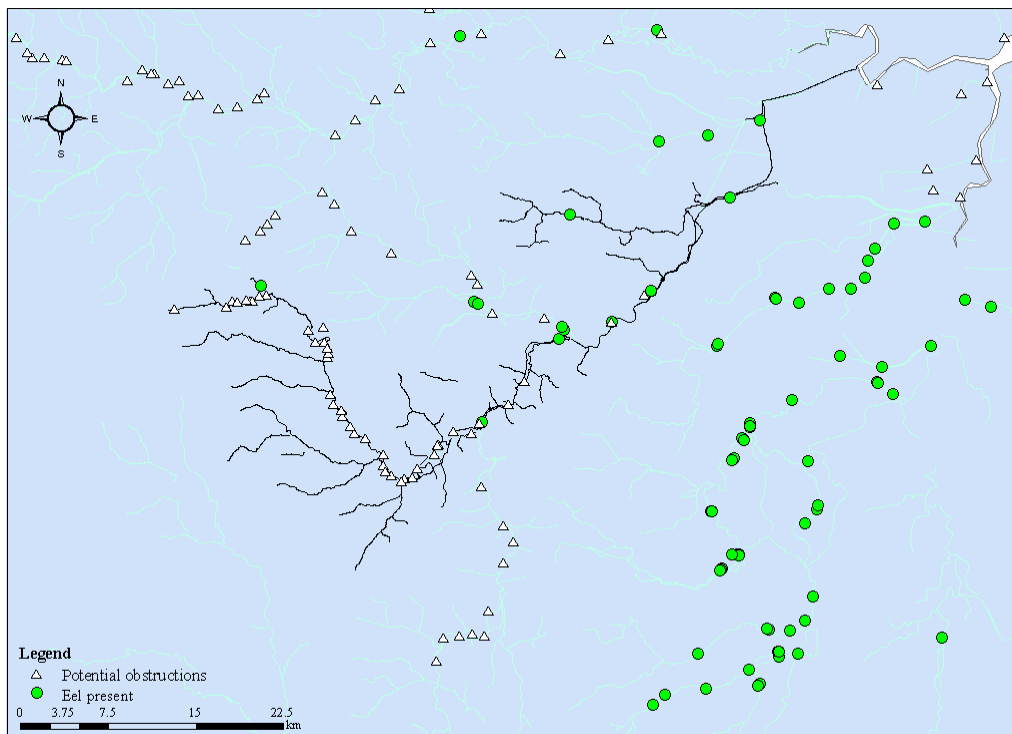 N
W E
S
Legend
Potential obstructions
Eel present
0 3.75 7.5 15 22.5
km